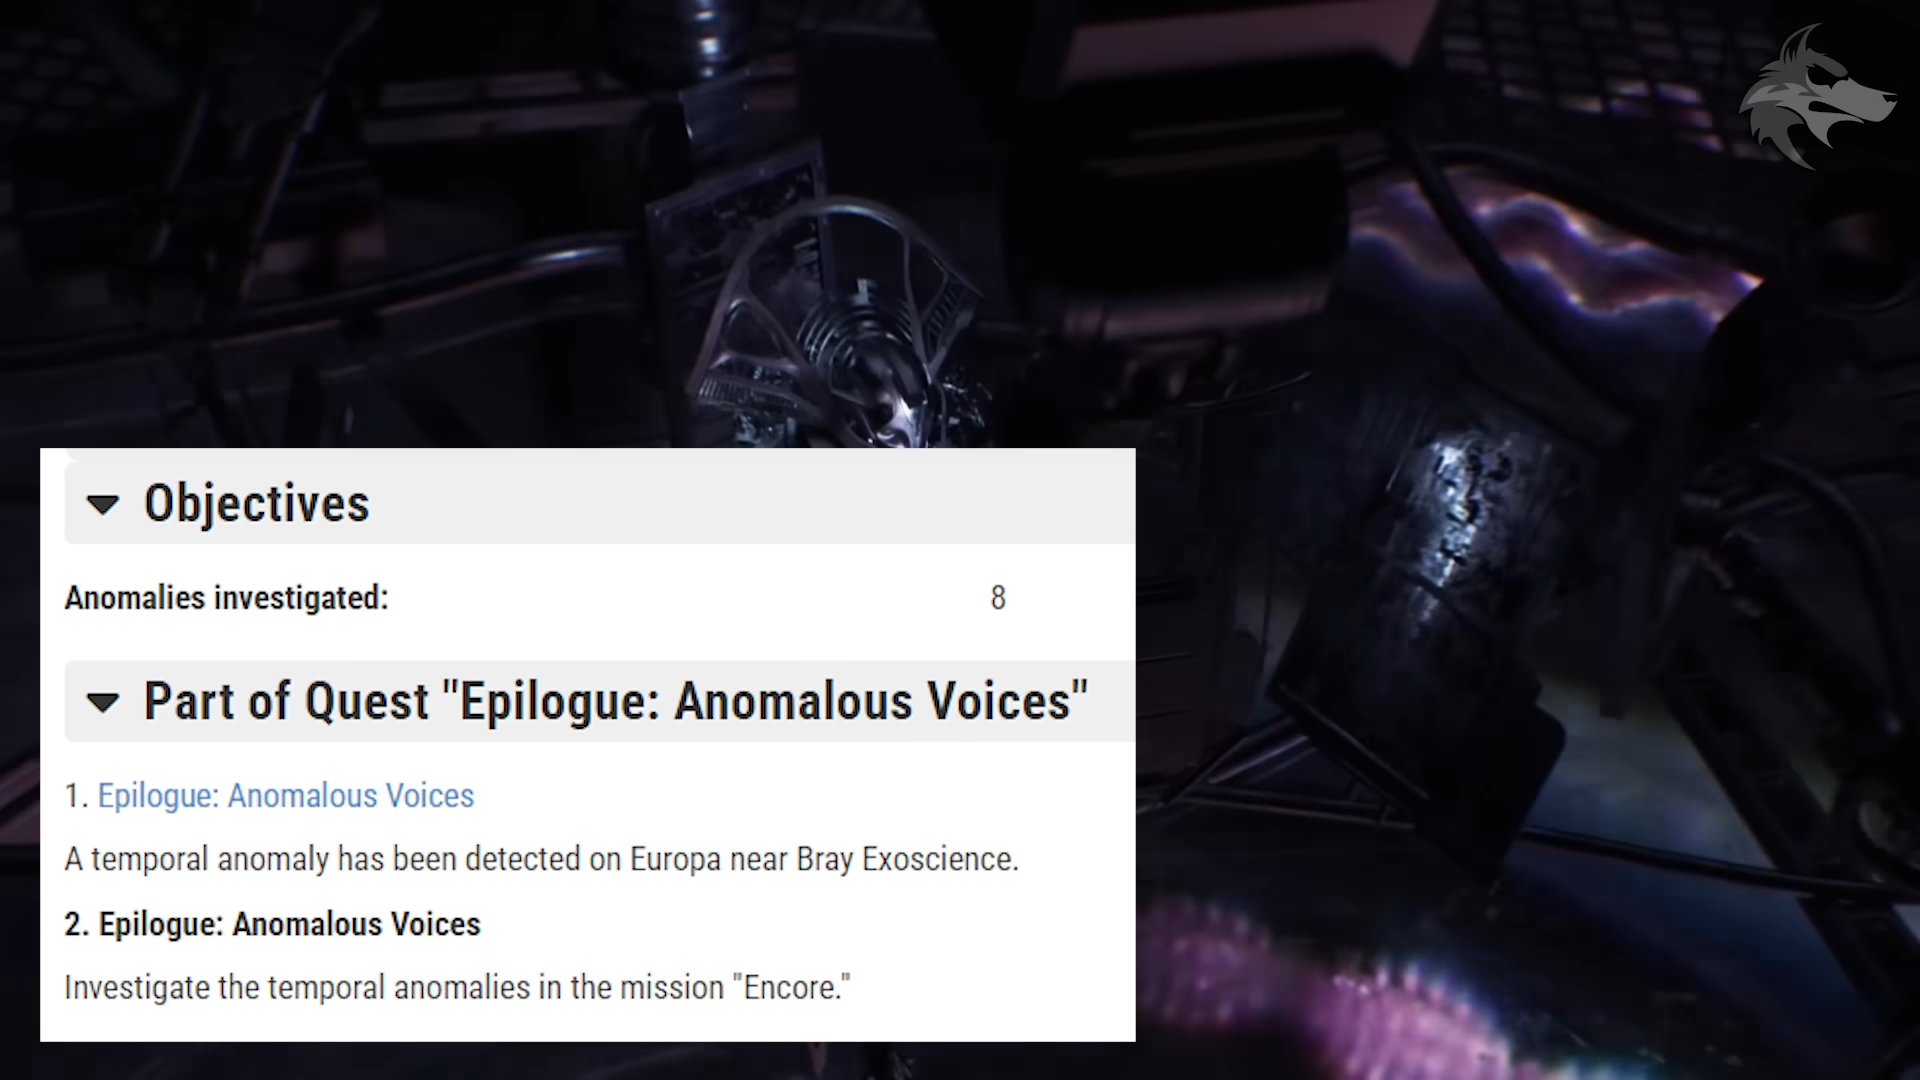 Objectives
Anomalies investigated: 8
Part of Quest "Epilogue: Anomalous Voices"
1. Epilogue: Anomalous Voices
A temporal anomaly has been detected on Europa near Bray Exoscience.
2. Epilogue: Anomalous Voices
Investigate the temporal anomalies in the mission "Encore."